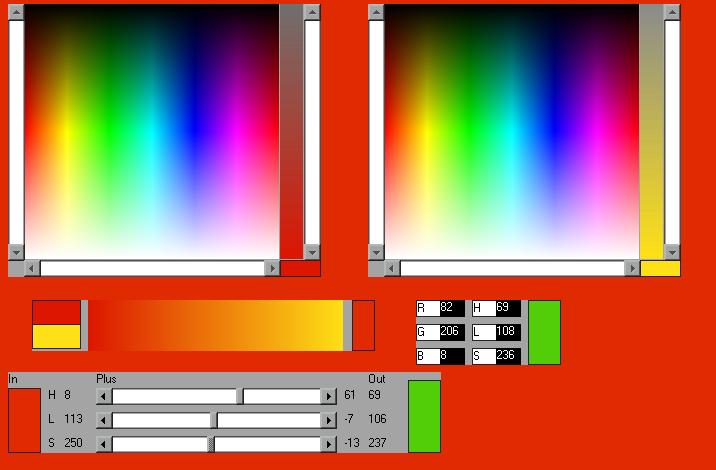 R 82 H 69
G 206 L 108
B 8 S 236
In Plus Out
H 8 61 69
L 113 -7 106
S 250 -13 237